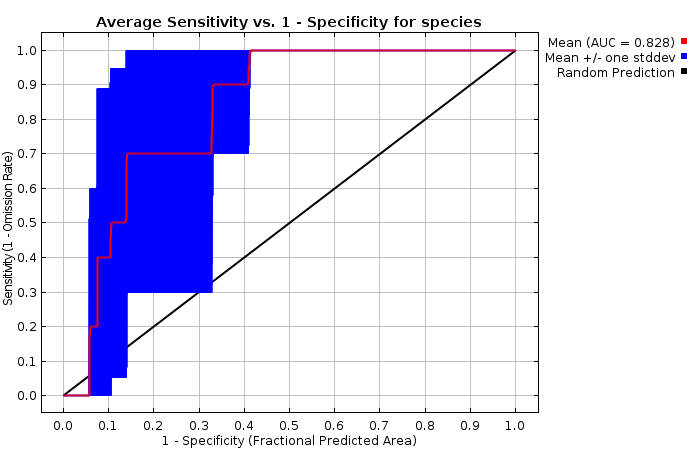 Average Sensitivity vs. 1 - Specificity for species
Mean (AUC = 0.828)
Mean +/- one stddev
Random Prediction
Sensitivity (1 - Omission Rate)
1.0
0.9
0.8
0.7
0.6
0.5
0.4
0.3
0.2
0.1
0.0
0.0 0.1 0.2 0.3 0.4 0.5 0.6 0.7 0.8 0.9 1.0
1 - Specificity (Fractional Predicted Area)